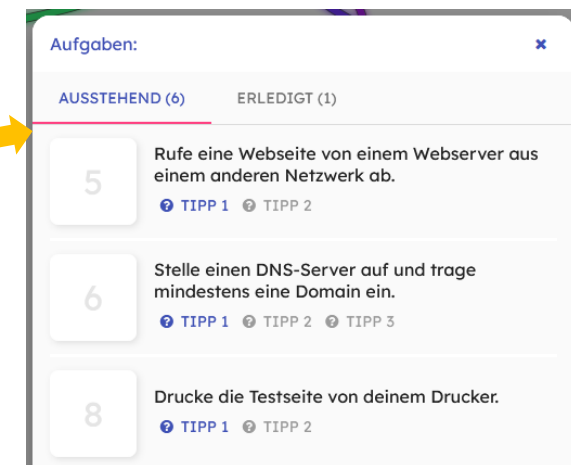 Aufgaben:
AUSSTEHEND (6) ERLEDIGT (1)
5
Rufe eine Webseite von einem Webserver aus
einem anderen Netzwerk ab.
TIPP 1 TIPP 2
6
Stelle einen DNS-Server auf und trage
mindestens eine Domain ein.
TIPP 1 TIPP 2 TIPP 3
8
Drucke die Testseite von deinem Drucker.
TIPP 1 TIPP 2